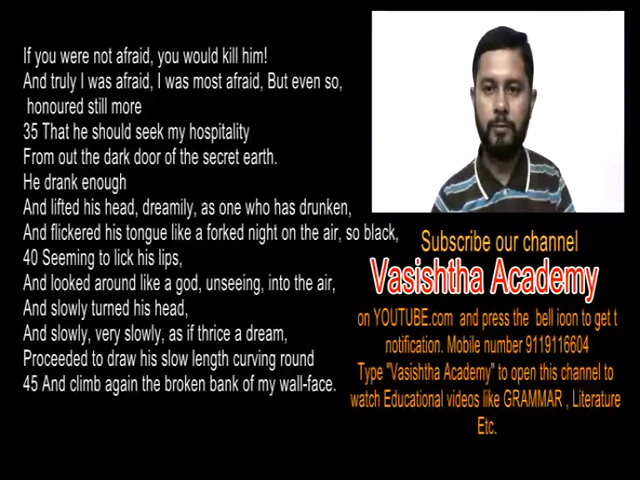 If you were not afraid, you would kill him!
And truly I was afraid, I was most afraid, But even so,
honoured still more
35 That he should seek my hospitality
From out the dark door of the secret earth.
He drank enough
And lifted his head, dreamily, as one who has drunken,
And flickered his tongue like a forked night on the air, so black,
40 Seeming to lick his lips,
And looked around like a god, unseeing, into the air,
And slowly turned his head,
And slowly, very slowly, as if thrice a dream,
Proceeded to draw his slow length curving round
45 And climb again the broken bank of my wall-face.
Subscribe our channel
Vasishtha Academy
on YOUTUBE.com and press the bell ioon to get t
notification. Mobile number 9119116604
Type "Vasishtha Academy" to open this channel to
watch Educational videos like GRAMMAR , Literature
Etc.